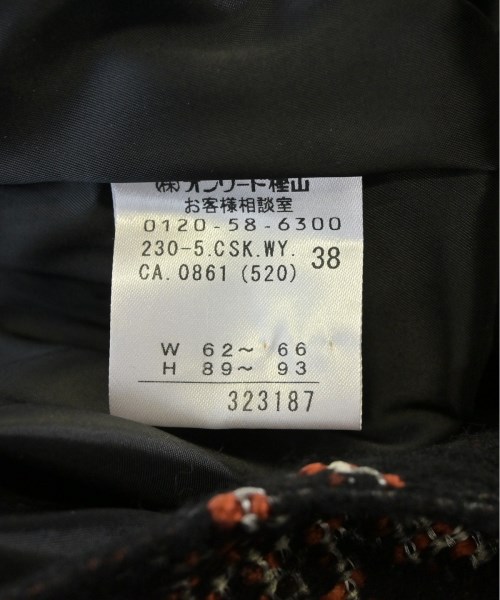 (株)オンワード樫山
お客様相談室
0120-58-6300
230-5.CSK.WY. 38
CA.0861 (520)
W 62～ 66
H 89～ 93
323187